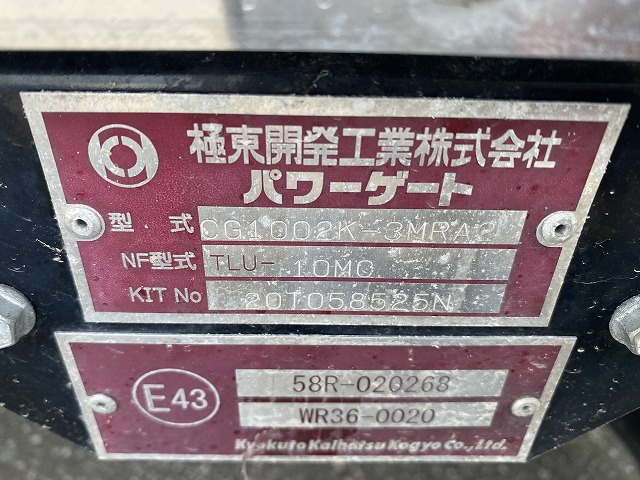 極東開発工業株式会社
パワーゲート
型 式 CG1002K-3MRA2
NF型式 TLU- 10MC
KIT No 20T058525N
E43
58R-020268
WR36-0020
Kyokuto Kaihatsu Kogyo Co., Ltd.